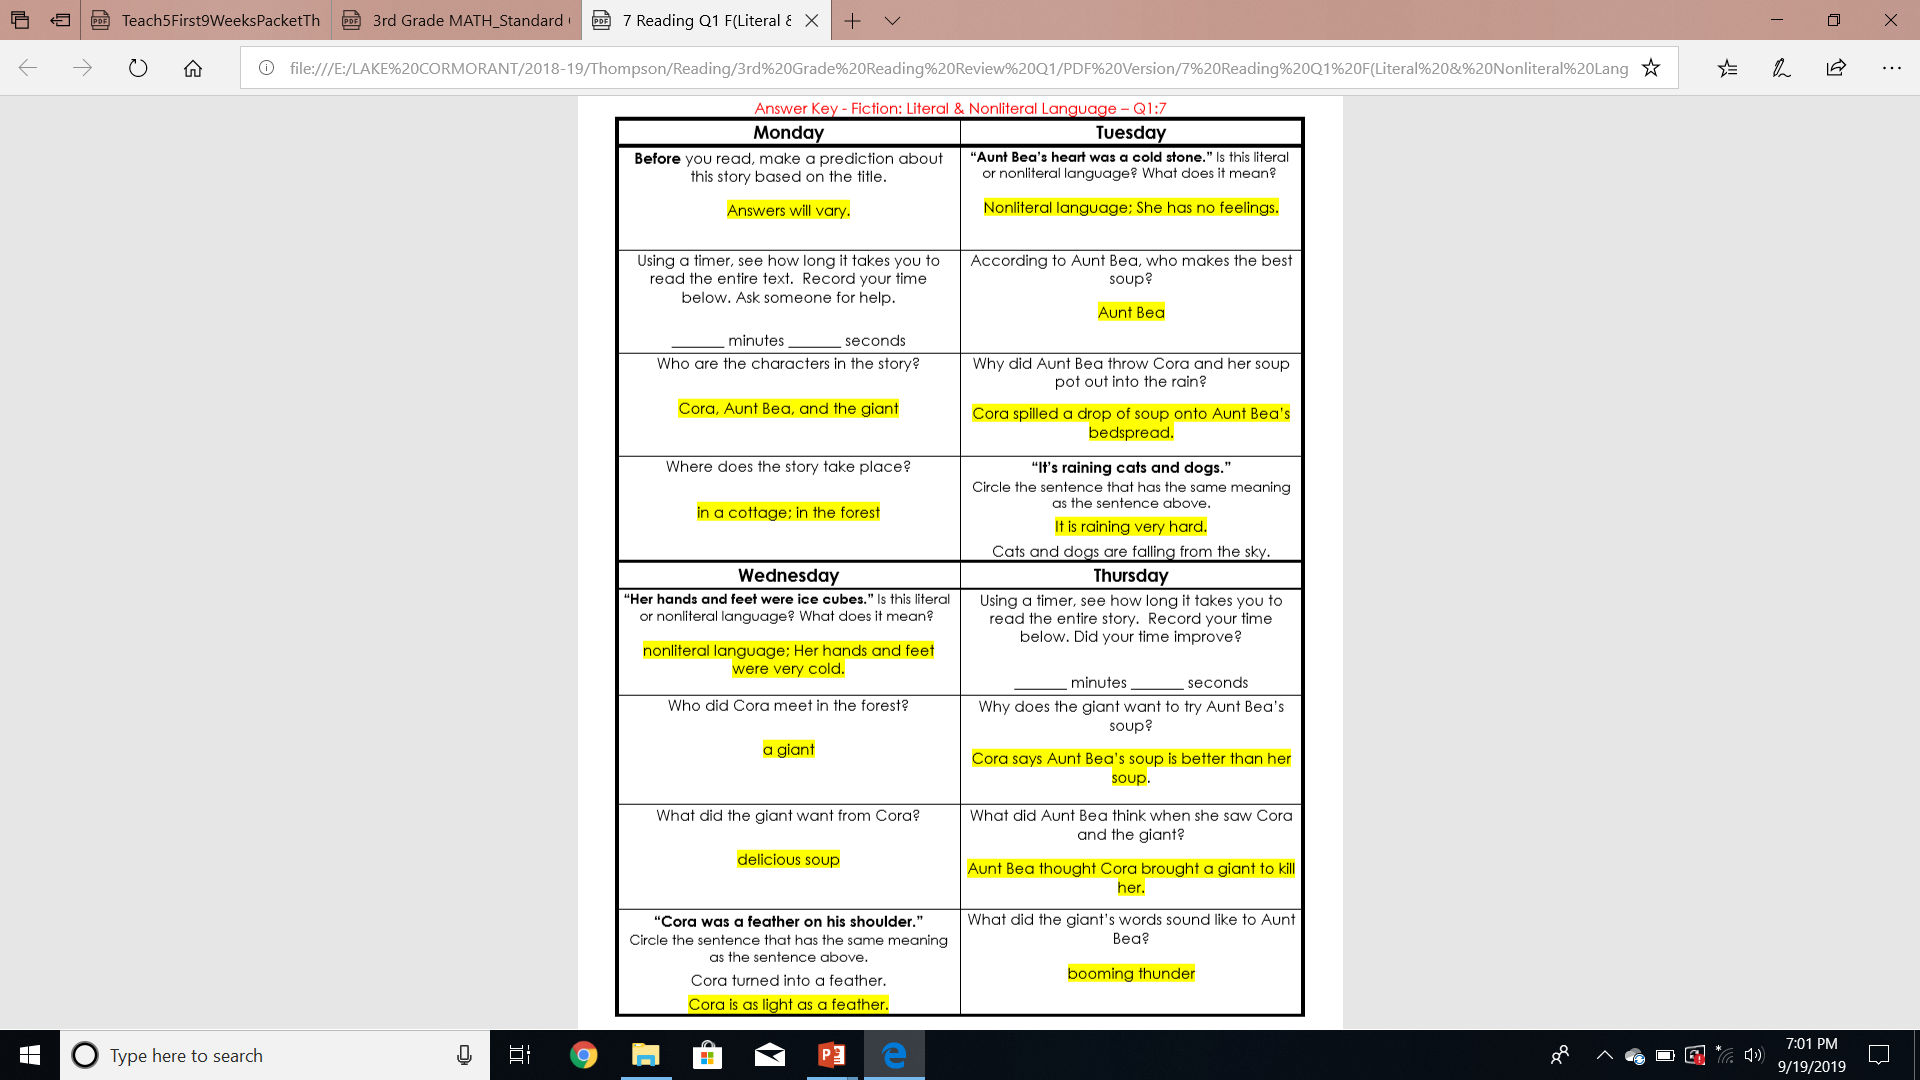 Teach5First9WeeksPacketTh
3rd Grade MATH_Standard
7 Reading Q1 F(Literal &
file:///E:/LAKE%20CORMORANT/2018-19/Thompson/Reading/3rd%20Grade%20Reading%20Review%20Q1/PDF%20Version/7%20Reading%20Q1%20F(Literal%20&%20Nonliteral%20Lang
Answer Key - Fiction: Literal & Nonliteral Language – Q1:7
Monday
Before you read, make a prediction about
this story based on the title.
Answers will vary.
Using a timer, see how long it takes you to
read the entire text. Record your time
below. Ask someone for help.
______ minutes ______ seconds
Who are the characters in the story?
Cora, Aunt Bea, and the giant
Where does the story take place?
in a cottage; in the forest
Tuesday
“Aunt Bea’s heart was a cold stone.” Is this literal
or nonliteral language? What does it mean?
Nonliteral language; She has no feelings.
According to Aunt Bea, who makes the best
soup?
Aunt Bea
Why did Aunt Bea throw Cora and her soup
pot out into the rain?
Cora spilled a drop of soup onto Aunt Bea’s
bedspread.
“It’s raining cats and dogs.”
Circle the sentence that has the same meaning
as the sentence above.
It is raining very hard.
Cats and dogs are falling from the sky.
Wednesday
“Her hands and feet were ice cubes.” Is this literal
or nonliteral language? What does it mean?
nonliteral language; Her hands and feet
were very cold.
Who did Cora meet in the forest?
a giant
What did the giant want from Cora?
delicious soup
“Cora was a feather on his shoulder.”
Circle the sentence that has the same meaning
as the sentence above.
Cora turned into a feather.
Cora is as light as a feather.
Thursday
Using a timer, see how long it takes you to
read the entire story. Record your time
below. Did your time improve?
______ minutes ______ seconds
Why does the giant want to try Aunt Bea’s
soup?
Cora says Aunt Bea’s soup is better than her
soup.
What did Aunt Bea think when she saw Cora
and the giant?
Aunt Bea thought Cora brought a giant to kill
her.
What did the giant’s words sound like to Aunt
Bea?
booming thunder
Type here to search
7:01 PM
9/19/2019